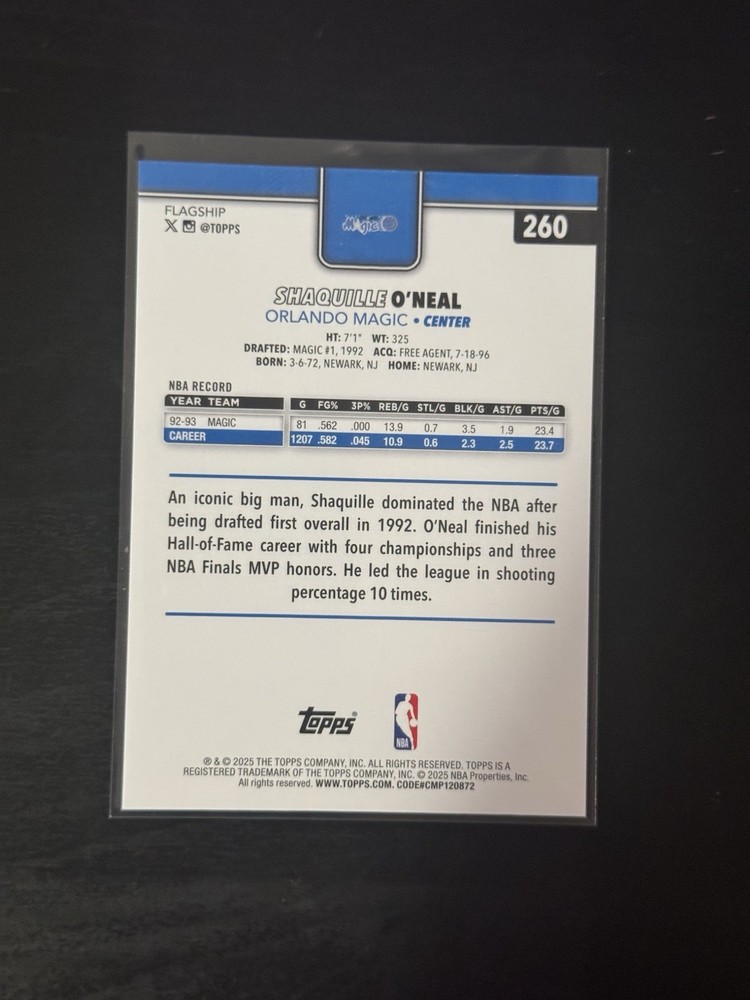 FLAGSHIP
@TOPPS
Magic
260
SHAQUILLE O'NEAL
ORLANDO MAGIC • CENTER
HT: 7'1" WT: 325
DRAFTED: MAGIC #1, 1992 ACQ: FREE AGENT, 7-18-96
BORN: 3-6-72, NEWARK, NJ HOME: NEWARK, NJ
NBA RECORD
YEAR TEAM G FG% 3P% REB/G STL/G BLK/G AST/G PTS/G
92-93 MAGIC 81 .562 .000 13.9 0.7 3.5 1.9 23.4
CAREER 1207 .582 .045 10.9 0.6 2.3 2.5 23.7
An iconic big man, Shaquille dominated the NBA after
being drafted first overall in 1992. O'Neal finished his
Hall-of-Fame career with four championships and three
NBA Finals MVP honors. He led the league in shooting
percentage 10 times.
Topps®
NBA
® & © 2025 THE TOPPS COMPANY, INC. ALL RIGHTS RESERVED. TOPPS IS A
REGISTERED TRADEMARK OF THE TOPPS COMPANY, INC. © 2025 NBA Properties, Inc.
All rights reserved. WWW.TOPPS.COM. CODE#CMP120872